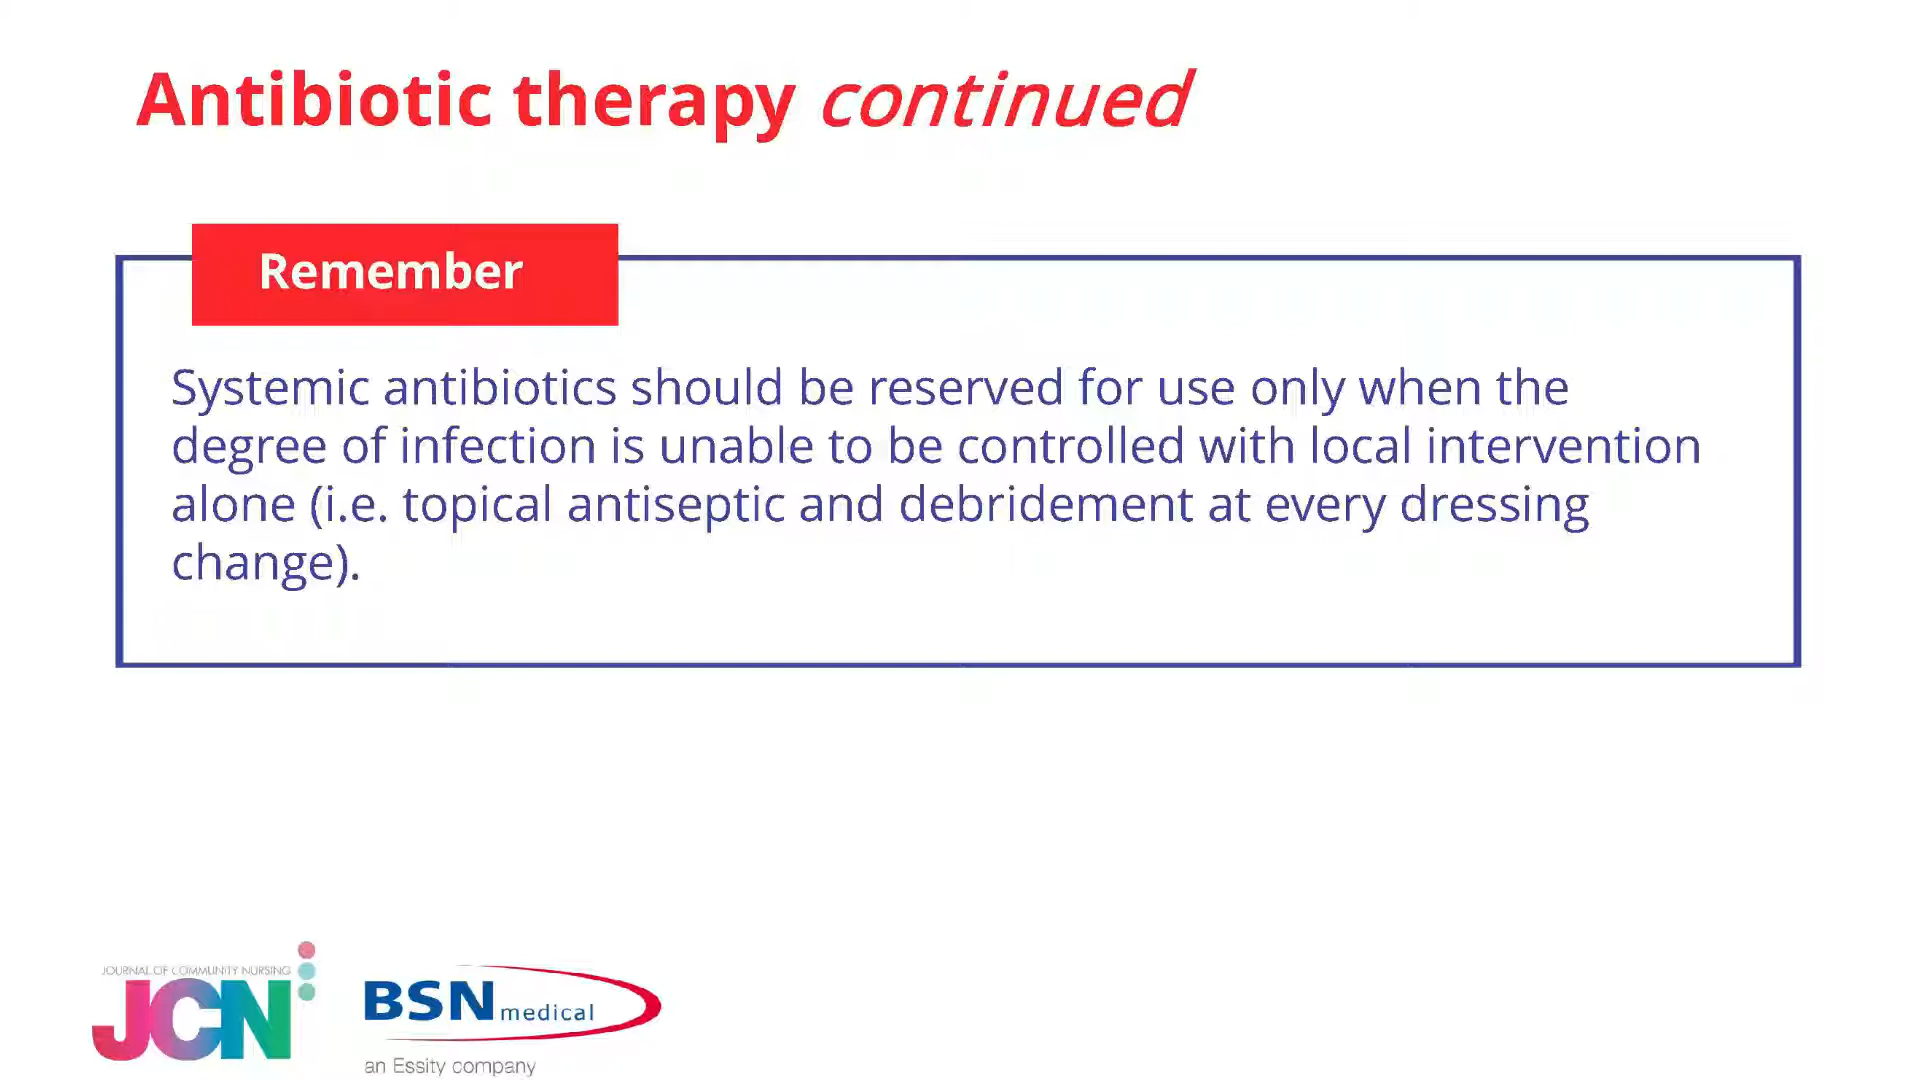 Antibiotic therapy continued
Remember
Systemic antibiotics should be reserved for use only when the
degree of infection is unable to be controlled with local intervention
alone (i.e. topical antiseptic and debridement at every dressing
change).
JOURNAL OF COMMUNITY NURSING
JCN
BSN medical
an Essity company